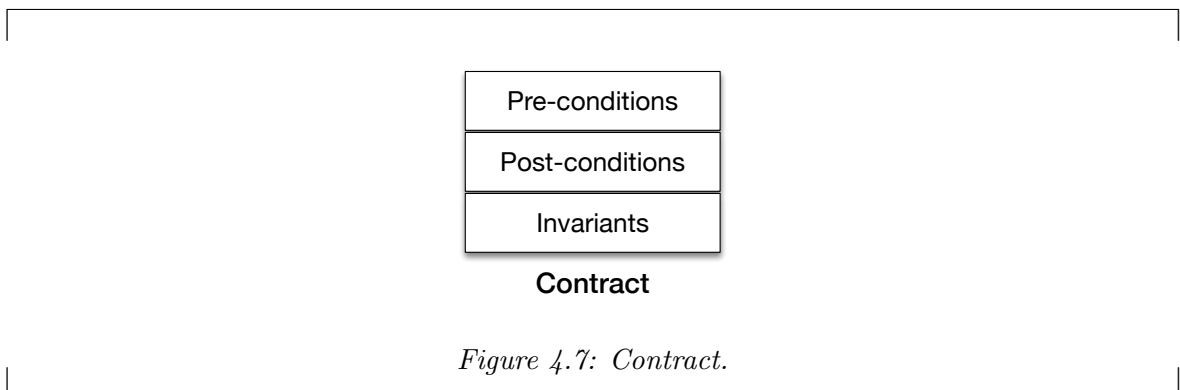 Pre-conditions
Post-conditions
Invariants
Contract
Figure 4.7: Contract.